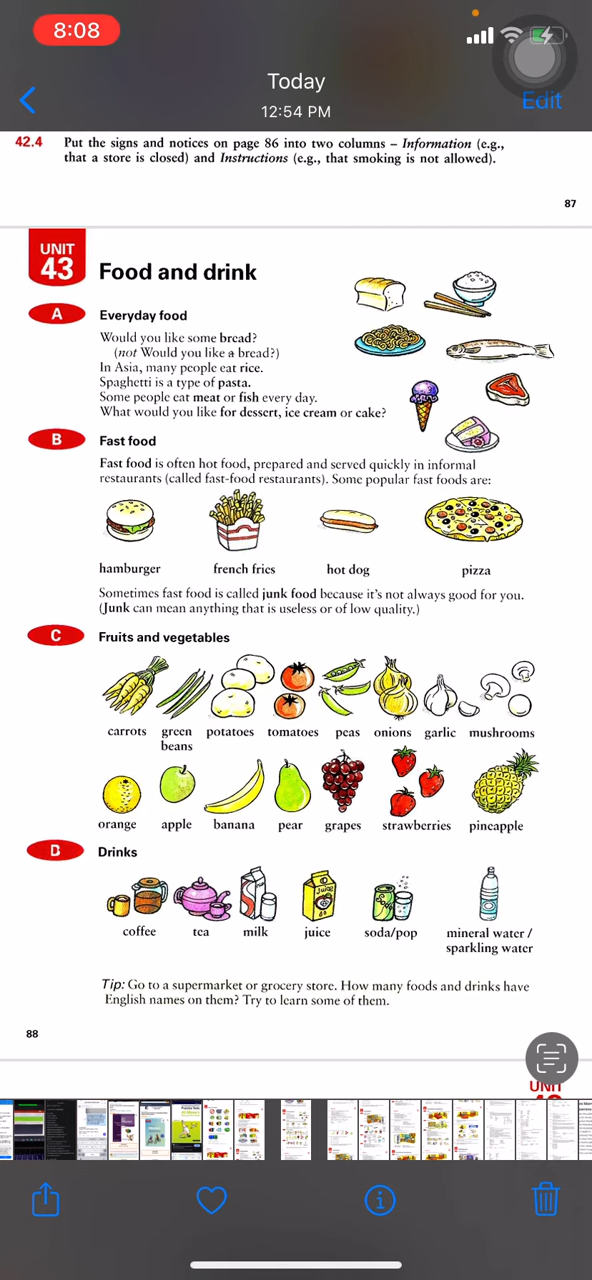 8:08
Today
12:54 PM
Edit
42.4 Put the signs and notices on page 86 into two columns – Information (e.g.,
that a store is closed) and Instructions (e.g., that smoking is not allowed).
87
UNIT
43
Food and drink
A Everyday food
Would you like some bread?
(not Would you like a bread?)
In Asia, many people eat rice.
Spaghetti is a type of pasta.
Some people eat meat or fish every day.
What would you like for dessert, ice cream or cake?
B Fast food
Fast food is often hot food, prepared and served quickly in informal
restaurants (called fast-food restaurants). Some popular fast foods are:
hamburger french fries hot dog pizza
Sometimes fast food is called junk food because it's not always good for you.
(Junk can mean anything that is useless or of low quality.)
C Fruits and vegetables
carrots green potatoes tomatoes peas onions garlic mushrooms
beans
orange apple banana pear grapes strawberries pineapple
D Drinks
Juice
coffee tea milk juice soda/pop mineral water /
sparkling water
Tip: Go to a supermarket or grocery store. How many foods and drinks have
English names on them? Try to learn some of them.
88
UNIT